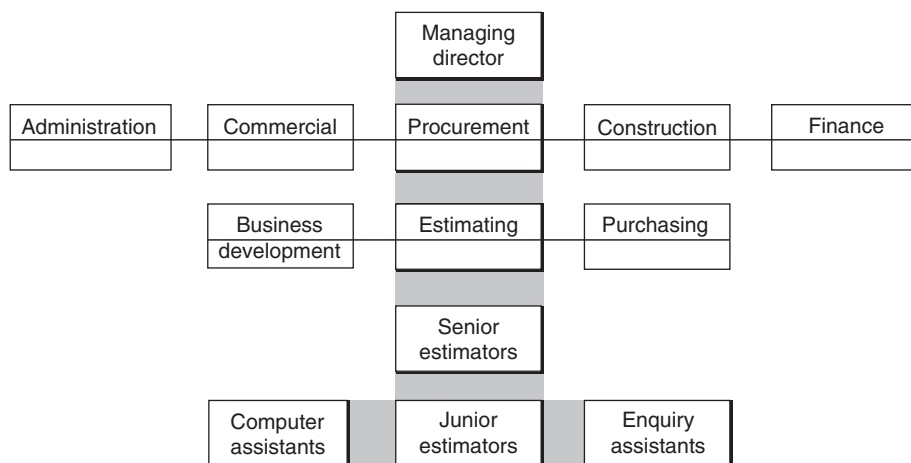 Managing
director
Administration
Commercial
Procurement
Construction
Finance
Business
development
Estimating
Purchasing
Senior
estimators
Computer
assistants
Junior
estimators
Enquiry
assistants